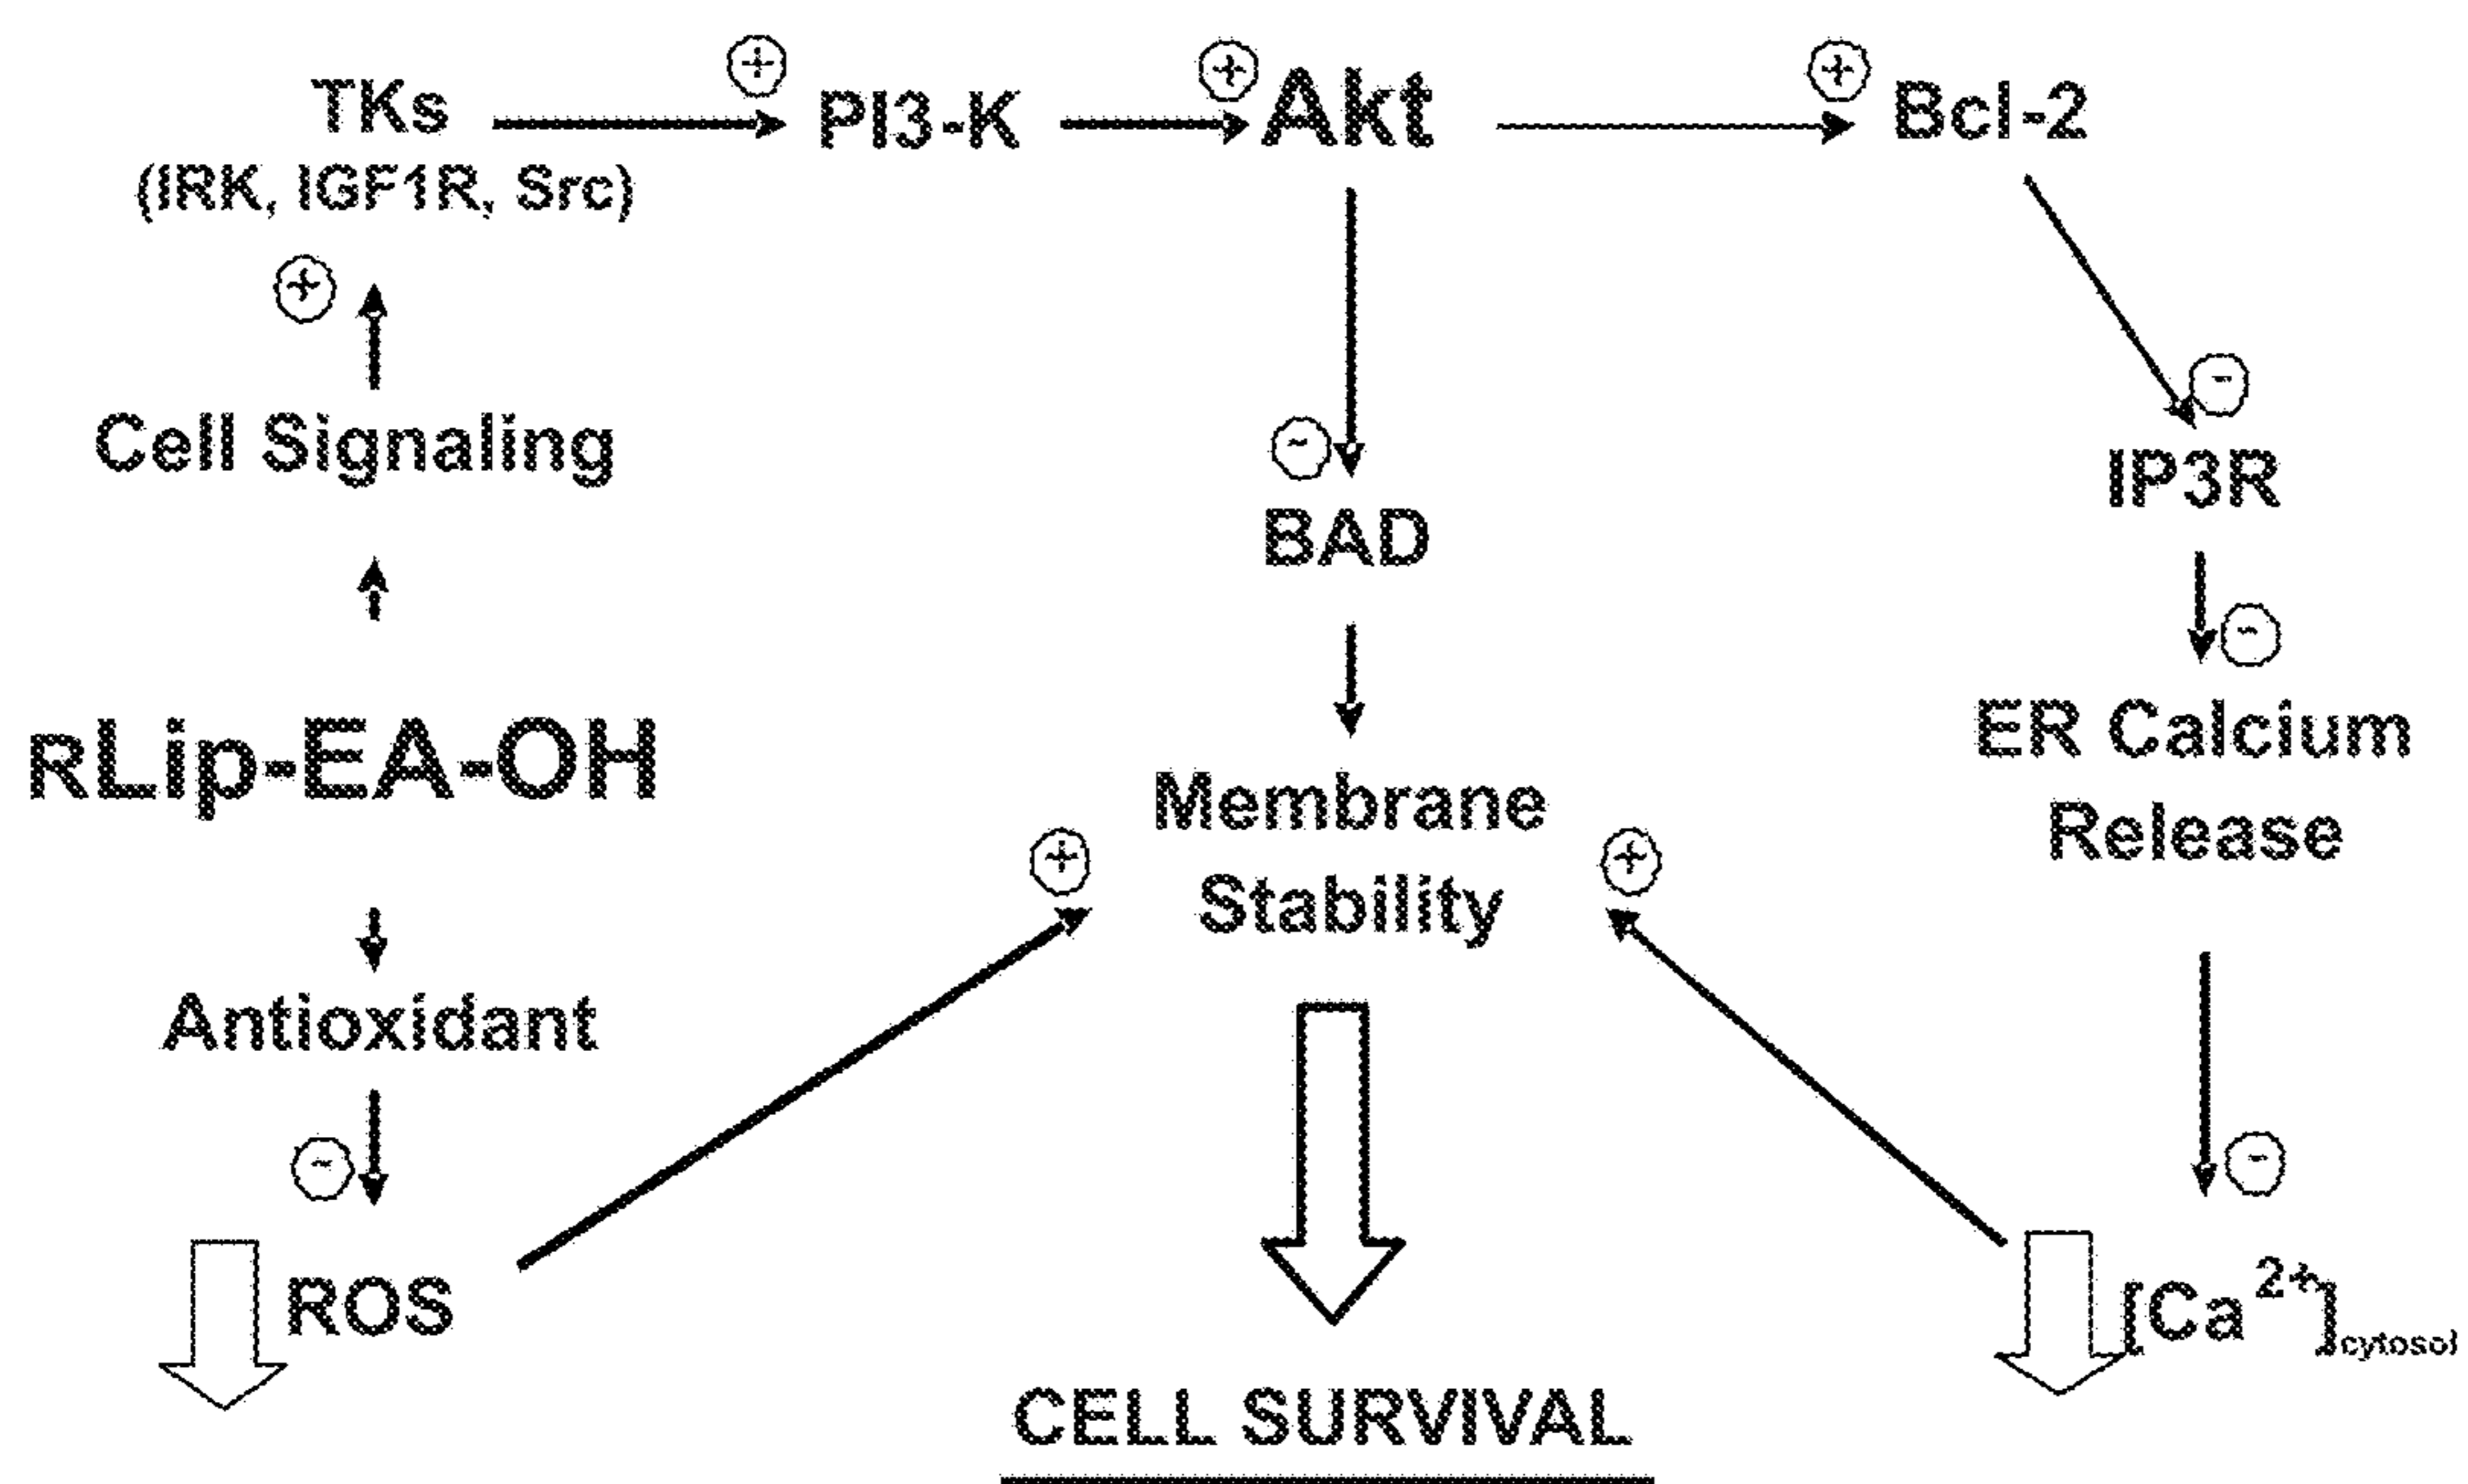 TKs
(IRK, IGF1R, Src)
+
PI3-K
+
Akt
+
Bcl-2
+
Cell Signaling
-
BAD
-
IP3R
-
ER Calcium
Release
RLip-EA-OH
Membrane
Stability
+
+
Antioxidant
-
ROS
-
[Ca2+]cytosol
CELL SURVIVAL